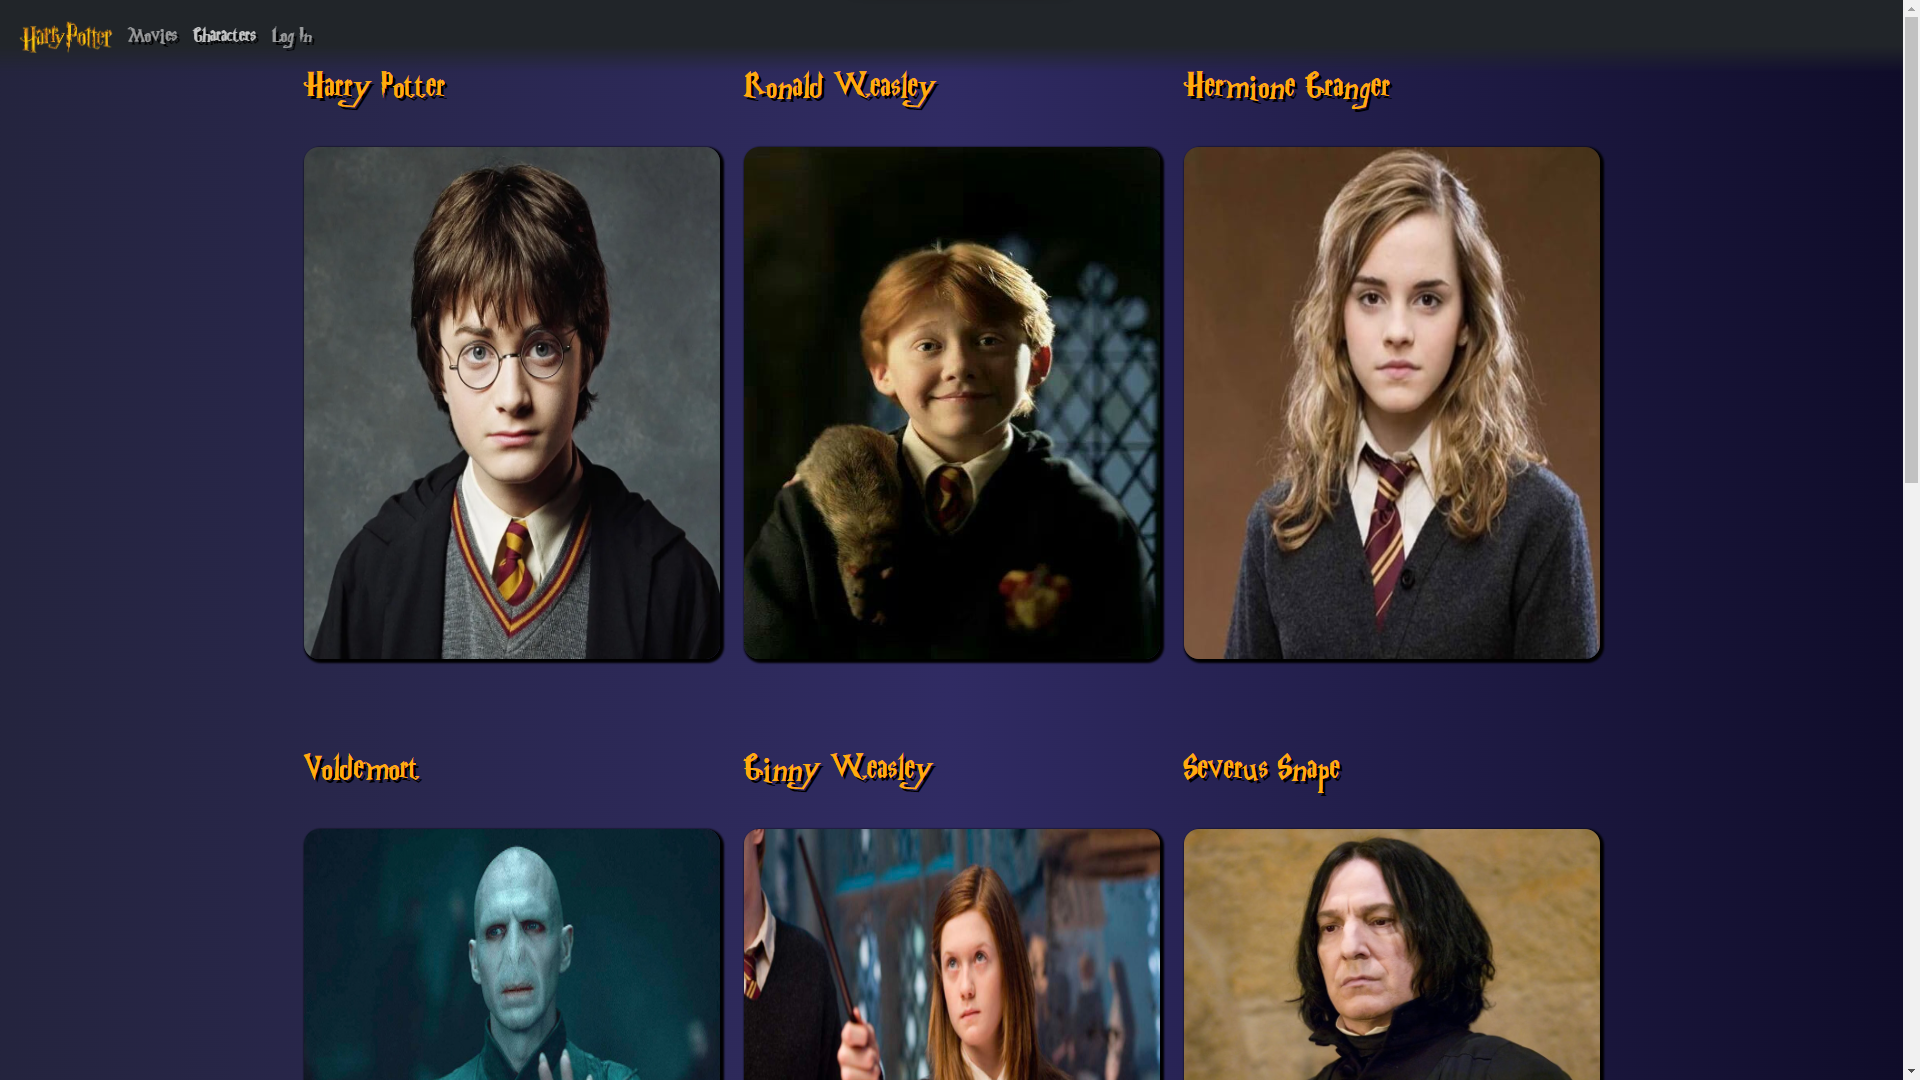 Harry Potter Movies Characters Log In
Harry Potter Ronald Weasley Hermione Granger
Voldemort Ginny Weasley Severus Snape